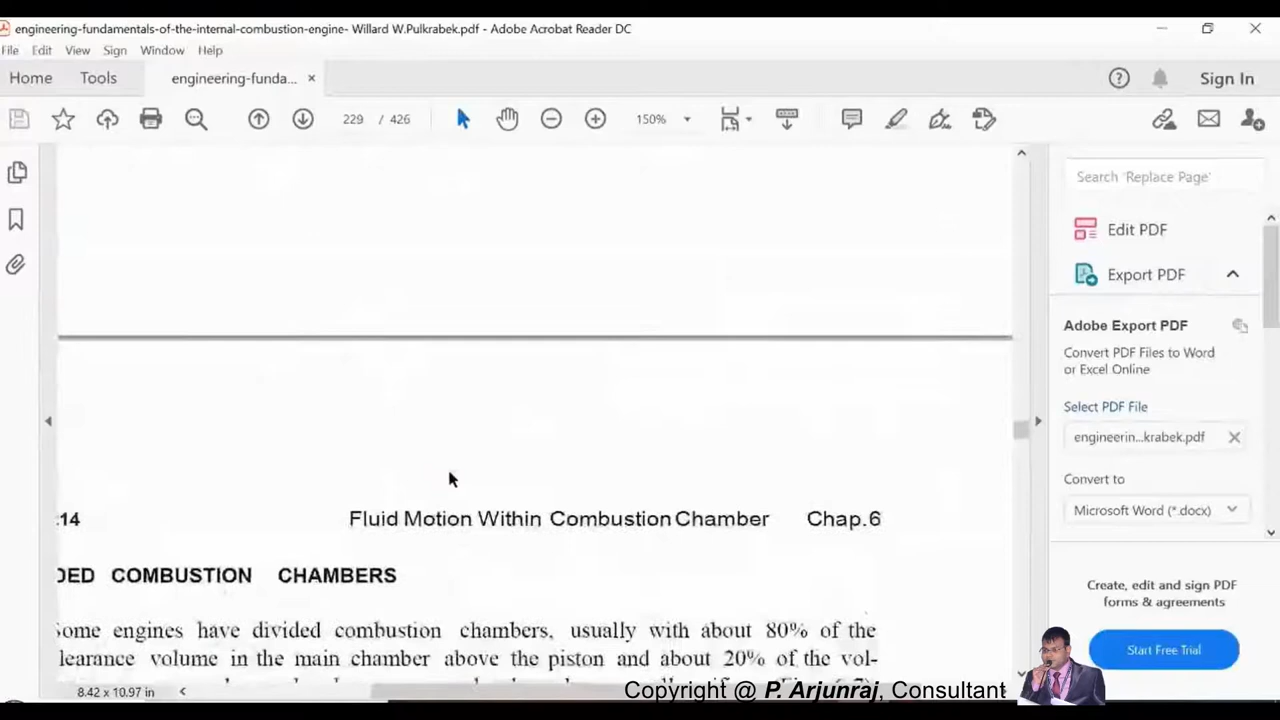 engineering-fundamentals-of-the-internal-combustion-engine- Willard W.Pulkrabek.pdf - Adobe Acrobat Reader DC
File Edit View Sign Window Help
Home Tools engineering-funda... × Sign In
229 / 426 150%
Search 'Replace Page'
Edit PDF
Export PDF
Adobe Export PDF
Convert PDF Files to Word
or Excel Online
Select PDF File
engineerin...krabek.pdf
Convert to
Microsoft Word (*.docx)
Create, edit and sign PDF
forms & agreements
Start Free Trial
:14 Fluid Motion Within Combustion Chamber Chap.6
DED COMBUSTION CHAMBERS
Some engines have divided combustion chambers, usually with about 80% of the
learance volume in the main chamber above the piston and about 20% of the vol-
8.42 x 10.97 in
Copyright @ P. Arjunraj, Consultant